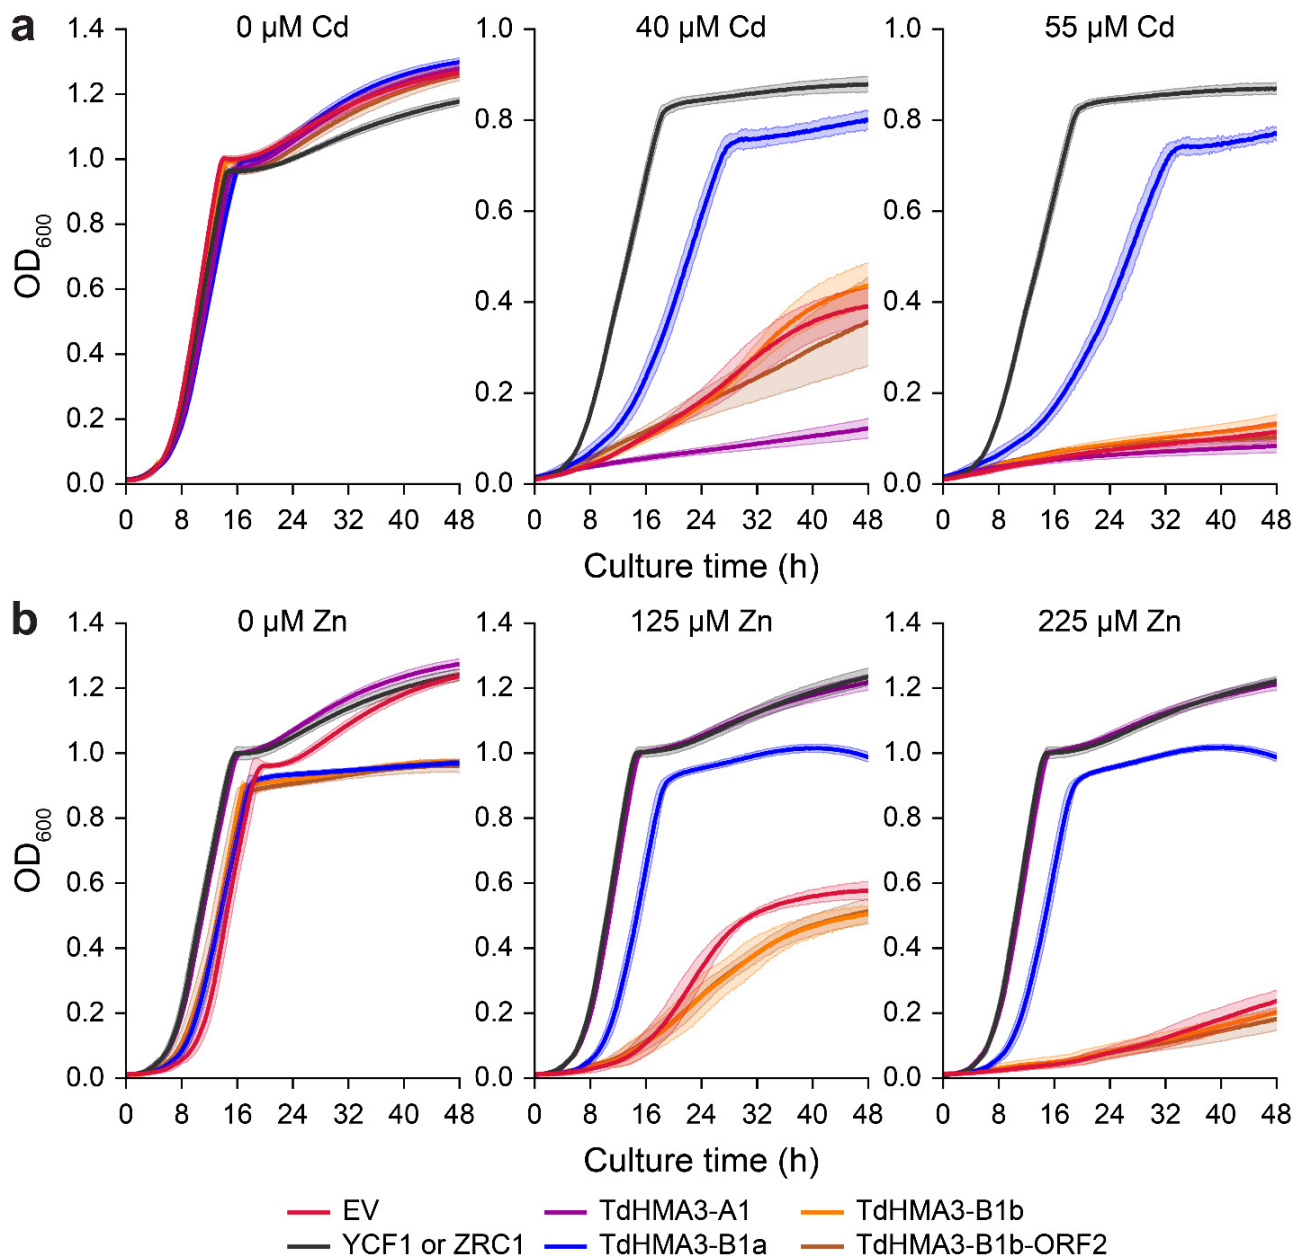 a
0 µM Cd
40 µM Cd
55 µM Cd
1.4
1.2
1.0
0.8
0.6
0.4
0.2
0.0
OD600
0 8 16 24 32 40 48
1.0
0.8
0.6
0.4
0.2
0.0
0 8 16 24 32 40 48
1.0
0.8
0.6
0.4
0.2
0.0
0 8 16 24 32 40 48
Culture time (h)
b
0 µM Zn
125 µM Zn
225 µM Zn
1.4
1.2
1.0
0.8
0.6
0.4
0.2
0.0
OD600
0 8 16 24 32 40 48
1.4
1.2
1.0
0.8
0.6
0.4
0.2
0.0
0 8 16 24 32 40 48
1.4
1.2
1.0
0.8
0.6
0.4
0.2
0.0
0 8 16 24 32 40 48
Culture time (h)
EV
YCF1 or ZRC1
TdHMA3-A1
TdHMA3-B1a
TdHMA3-B1b
TdHMA3-B1b-ORF2